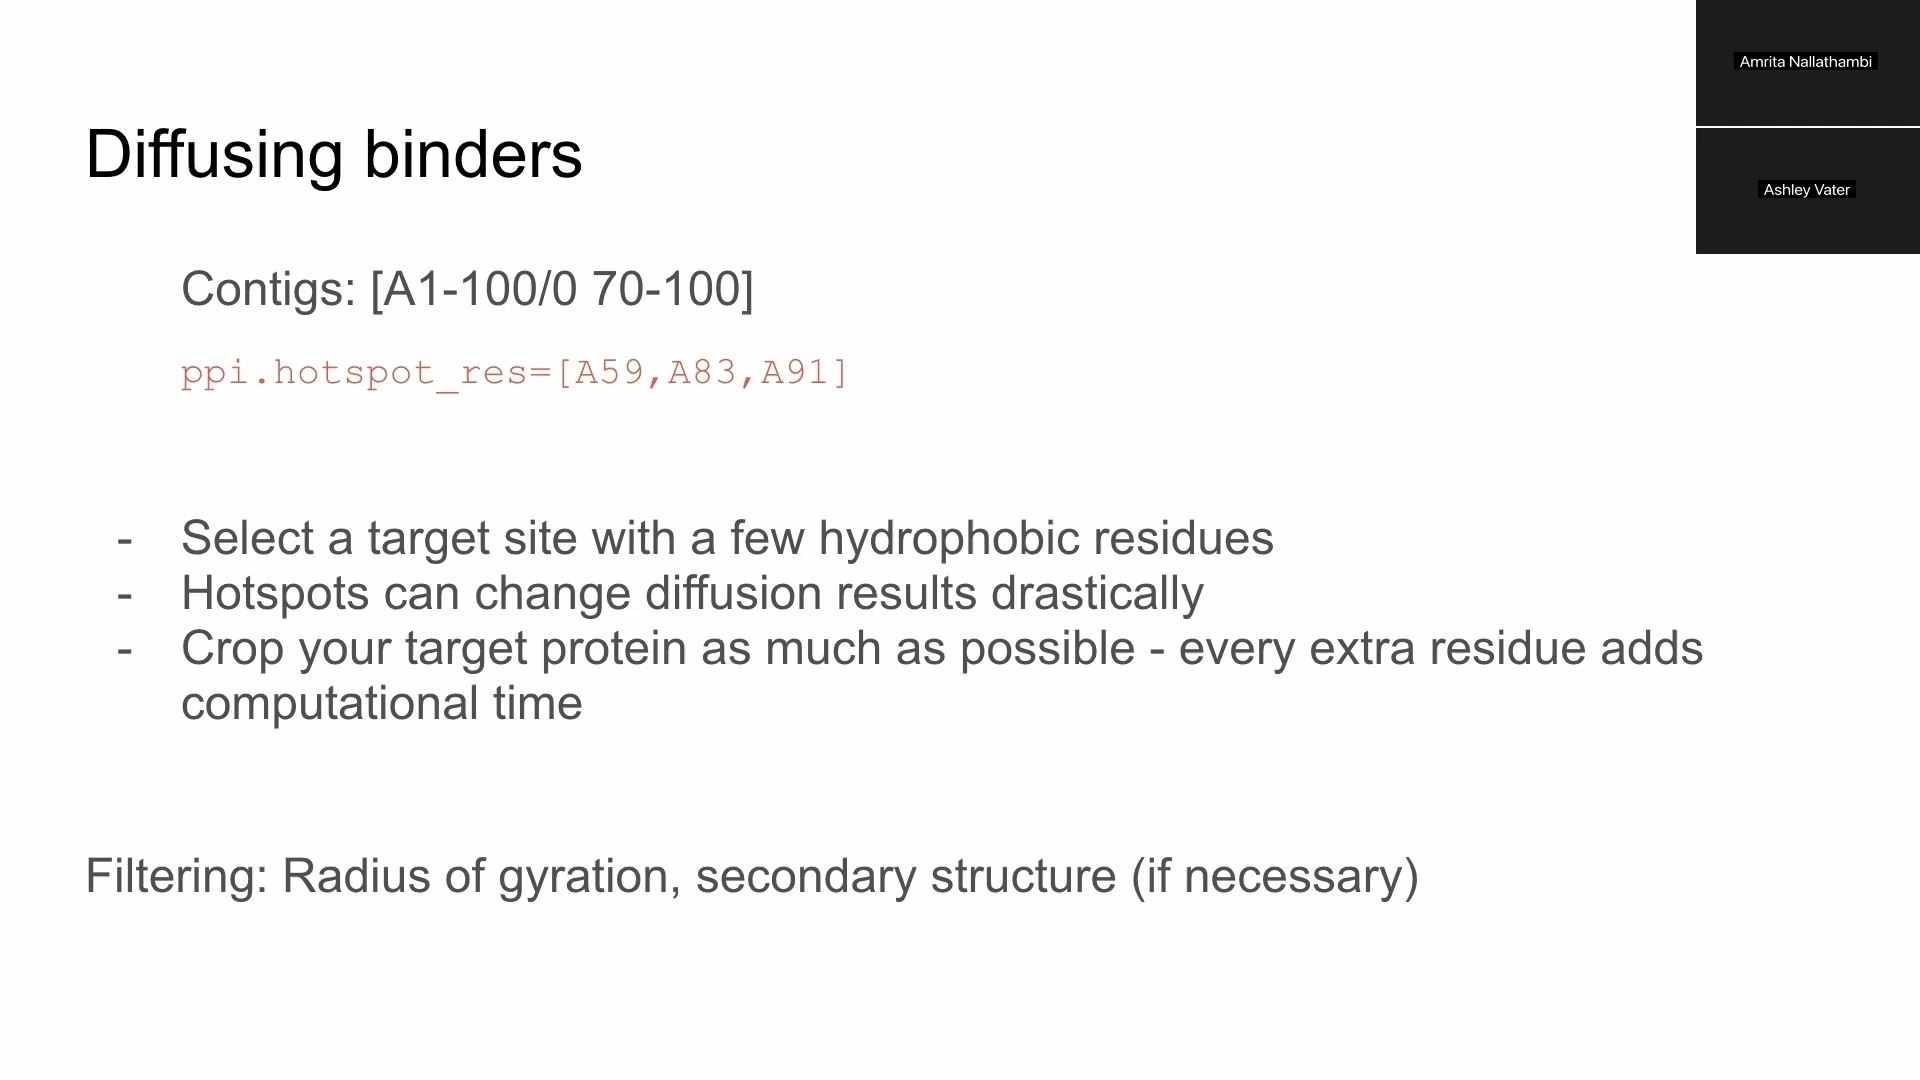 Amrita Nallathambi
Ashley Vater
Diffusing binders
Contigs: [A1-100/0 70-100]
ppi.hotspot_res=[A59,A83,A91]
- Select a target site with a few hydrophobic residues
- Hotspots can change diffusion results drastically
- Crop your target protein as much as possible - every extra residue adds
computational time
Filtering: Radius of gyration, secondary structure (if necessary)